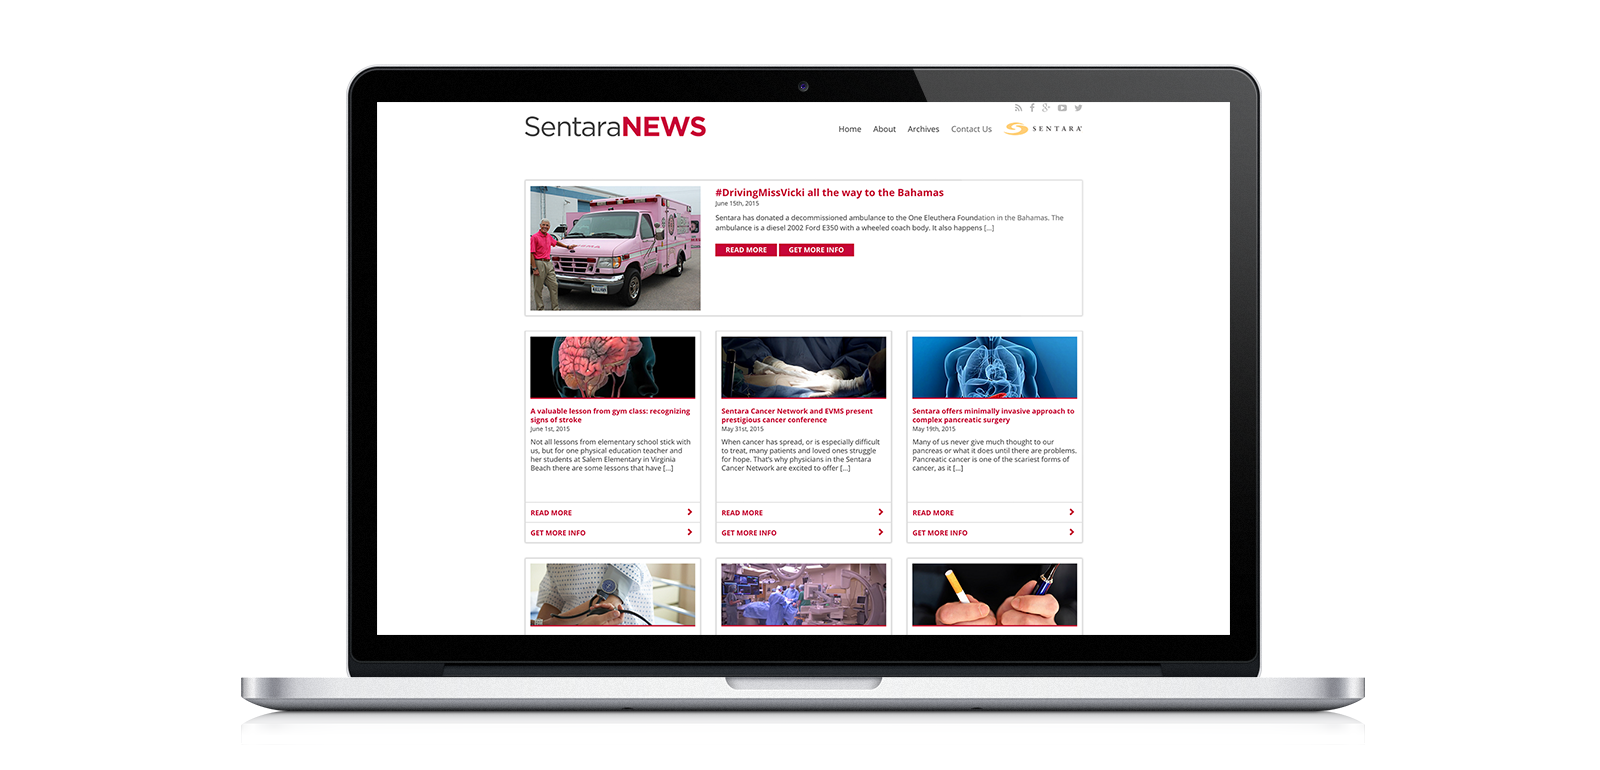 SentaraNEWS
Home About Archives Contact Us SENTARA
#DrivingMissVicki all the way to the Bahamas
June 15th, 2015
Sentara has donated a decommissioned ambulance to the One Eleuthera Foundation in the Bahamas. The
ambulance is a diesel 2002 Ford E350 with a wheeled coach body. It also happens [...]
READ MORE GET MORE INFO
A valuable lesson from gym class: recognizing
signs of stroke
June 1st, 2015
Not all lessons from elementary school stick with
us, but for one physical education teacher and
her students at Salem Elementary in Virginia
Beach there are some lessons that have [...]
READ MORE
GET MORE INFO
Sentara Cancer Network and EVMS present
prestigious cancer conference
May 31st, 2015
When cancer has spread, or is especially difficult
to treat, many patients and loved ones struggle
for hope. That's why physicians in the Sentara
Cancer Network are excited to offer [...]
READ MORE
GET MORE INFO
Sentara offers minimally invasive approach to
complex pancreatic surgery
May 19th, 2015
Many of us never give much thought to our
pancreas or what it does until there are problems.
Pancreatic cancer is one of the scariest forms of
cancer, as it [...]
READ MORE
GET MORE INFO